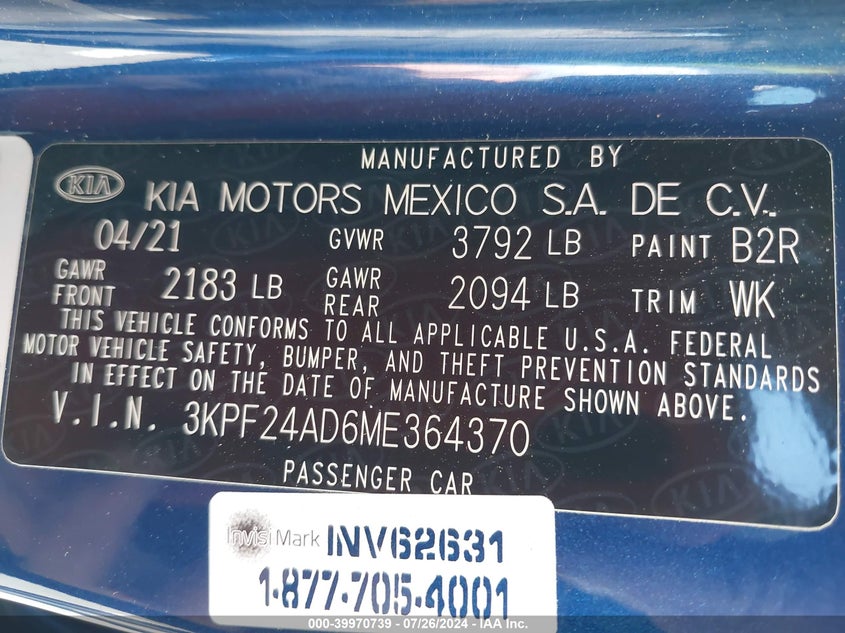 MANUFACTURED BY
KIA KIA MOTORS MEXICO S.A. DE C.V.
04/21 GVWR 3792 LB PAINT B2R
GAWR FRONT 2183 LB GAWR REAR 2094 LB TRIM WK
THIS VEHICLE CONFORMS TO ALL APPLICABLE U.S.A. FEDERAL
MOTOR VEHICLE SAFETY, BUMPER, AND THEFT PREVENTION STANDARDS
IN EFFECT ON THE DATE OF MANUFACTURE SHOWN ABOVE.
V.I.N. 3KPF24AD6ME364370
PASSENGER CAR
InvisiMark INV62631
1-877-705-4001
000-39970739 - 07/26/2024 - IAA Inc.